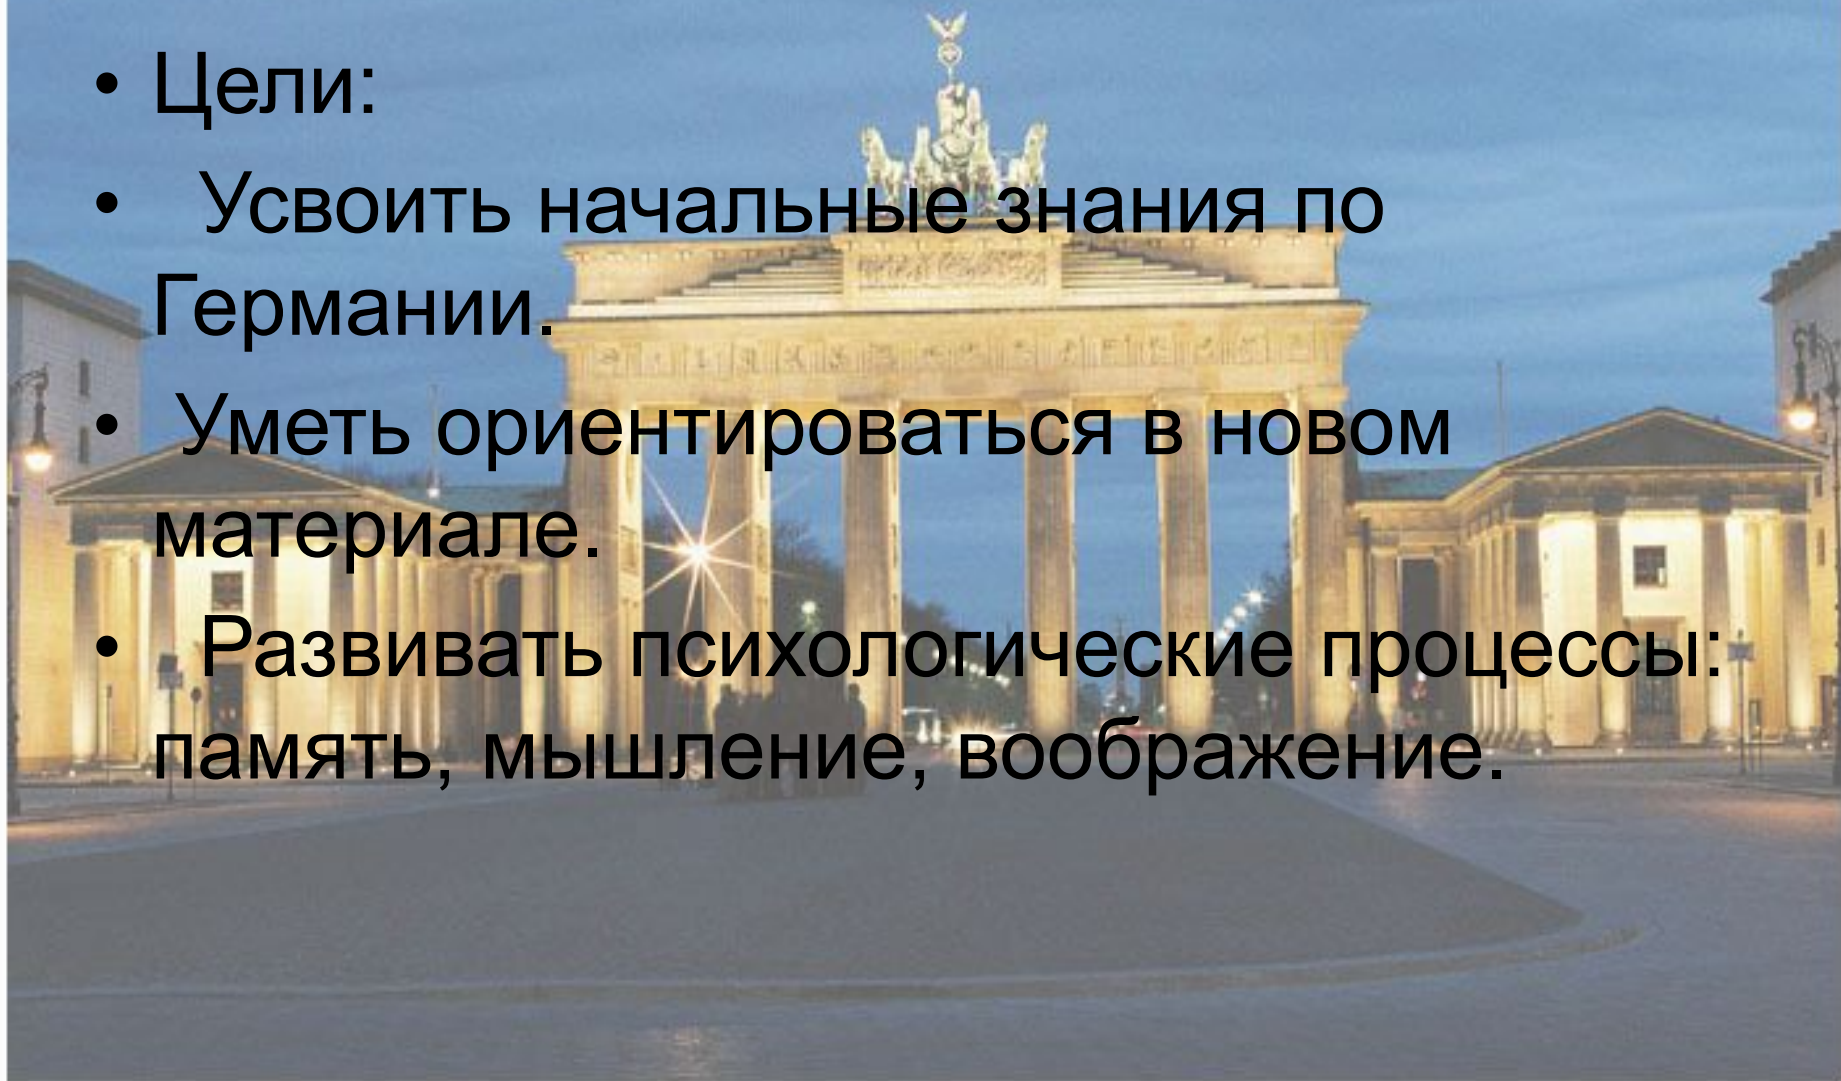 • Цели:
• Усвоить начальные знания по
Германии.
• Уметь ориентироваться в новом
материале.
• Развивать психологические процессы:
память, мышление, воображение.